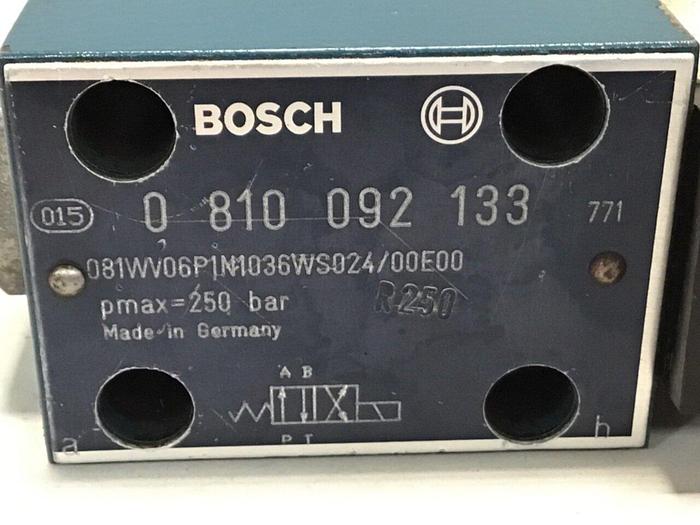 BOSCH
015 0 810 092 133 771
081WV06P1N1036WS024/00E00
pmax=250 bar R250
Made in Germany
A B
P T
a b